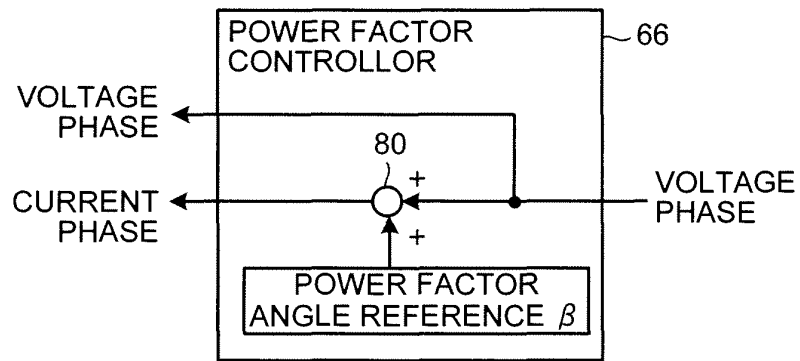 POWER FACTOR
CONTROLLOR
66
VOLTAGE
PHASE
80
+
CURRENT
PHASE
VOLTAGE
PHASE
+
POWER FACTOR
ANGLE REFERENCE β